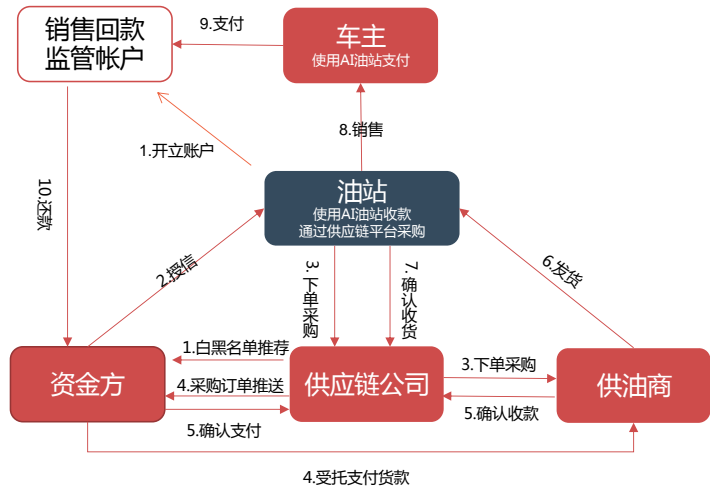 销售回款
监管帐户
9.支付
车主
使用AI油站支付
8.销售
1.开立账户
10.还款
油站
使用AI油站收款
通过供应链平台采购
2.授信
3.下单采购
7.确认收货
6.发货
1.白黑名单推荐
资金方
4.采购订单推送
供应链公司
3.下单采购
供油商
5.确认支付
5.确认收款
4.受托支付货款